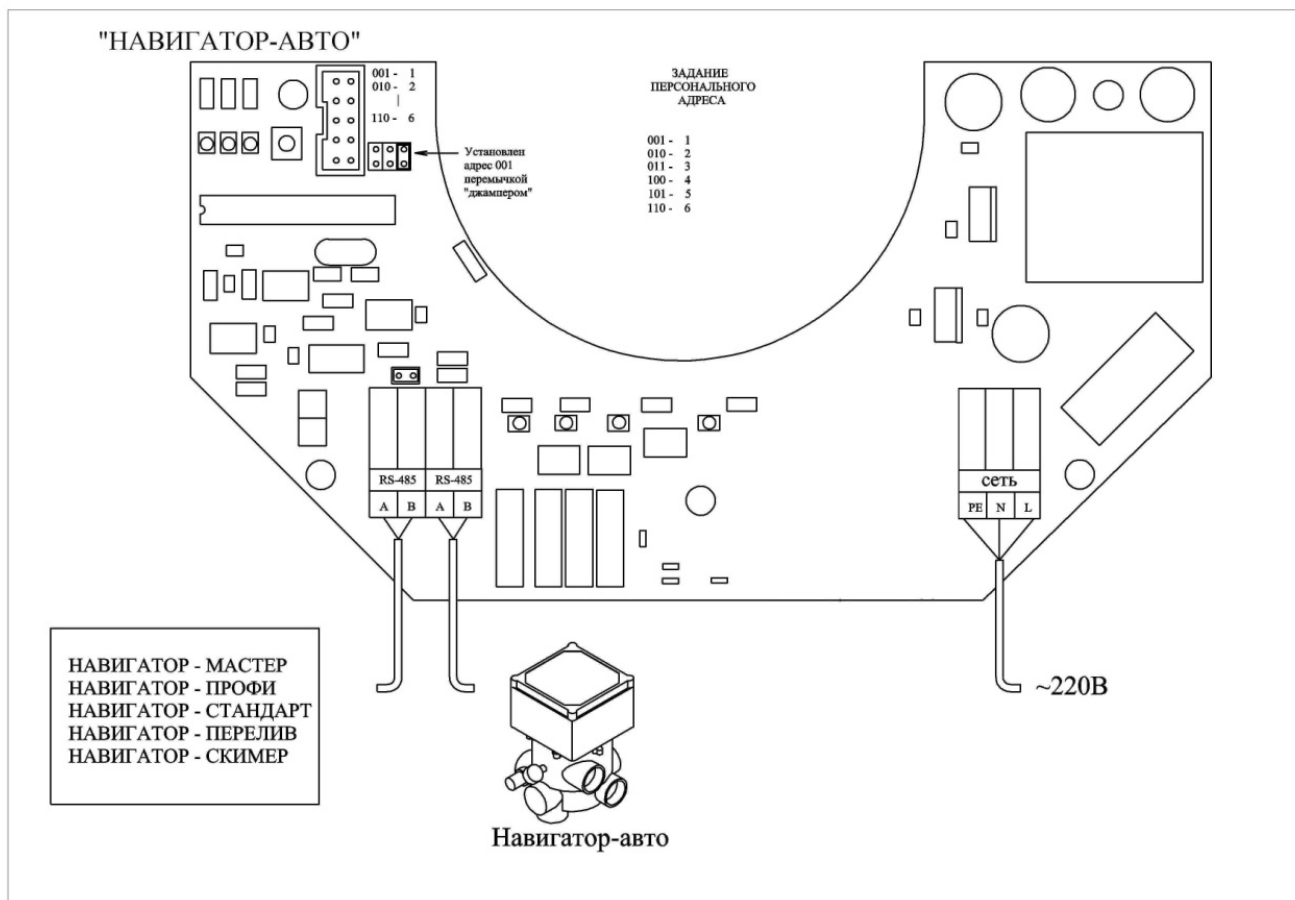 "НАВИГАТОР-АВТО"
001 - 1
010 - 2
|
110 - 6
Установлен
адрес 001
перемычкой
"джампером"
ЗАДАНИЕ
ПЕРСОНАЛЬНОГО
АДРЕСА
001 - 1
010 - 2
011 - 3
100 - 4
101 - 5
110 - 6
RS-485 RS-485
A B A B
сеть
PE N L
НАВИГАТОР - МАСТЕР
НАВИГАТОР - ПРОФИ
НАВИГАТОР - СТАНДАРТ
НАВИГАТОР - ПЕРЕЛИВ
НАВИГАТОР - СКИМЕР
~220В
Навигатор-авто